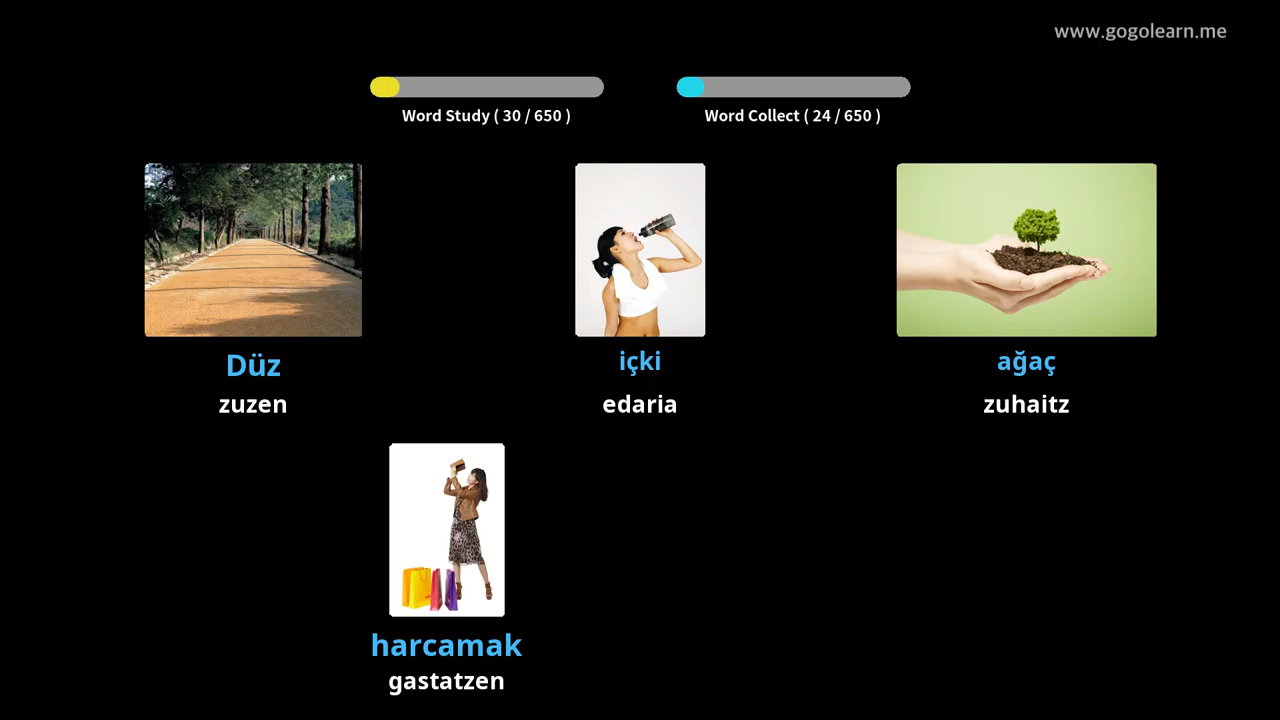 www.gogolearn.me
Word Study ( 30 / 650 )
Word Collect ( 24 / 650 )
Düz
içki
ağaç
zuzen
edaria
zuhaitz
harcamak
gastatzen